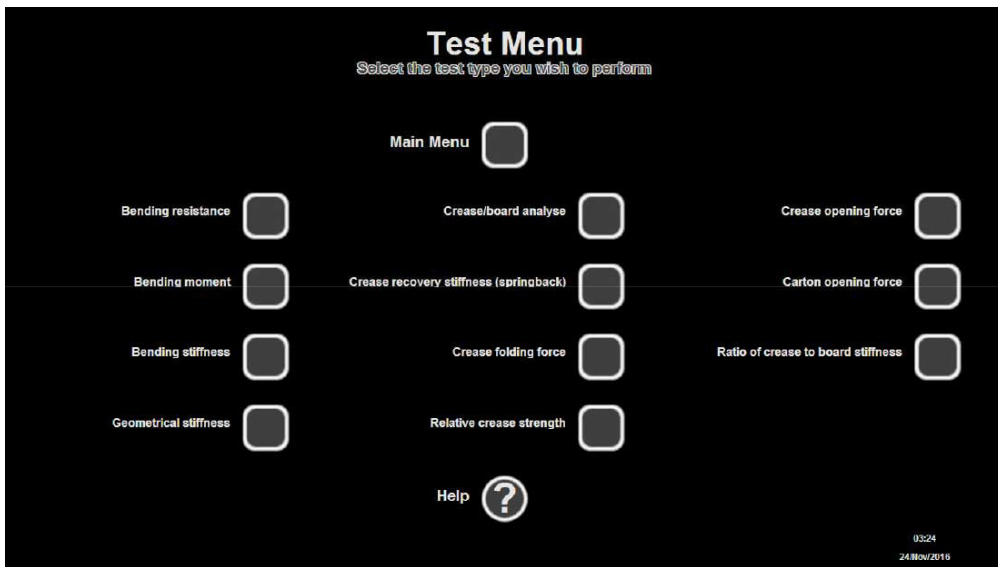 Test Menu
Select the test type you wish to perform
Main Menu
Bending resistance
Crease/board analyse
Crease opening force
Bending moment
Crease recovery stiffness (springback)
Carton opening force
Bending stiffness
Crease folding force
Ratio of crease to board stiffness
Geometrical stiffness
Relative crease strength
Help ?
03:24
24/Nov/2016